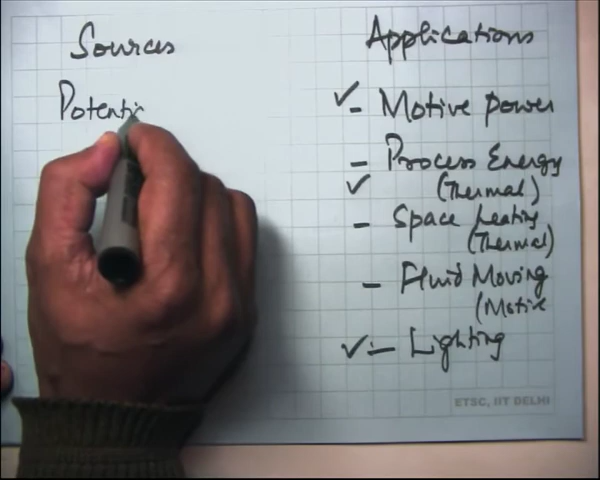 Sources
Potenti
Applications
✓ - Motive power
- Process Energy
✓ (Thermal)
- Space heating
(Thermal)
- Fluid Moving
(Motive
✓ - Lighting
ETSC, IIT DELHI